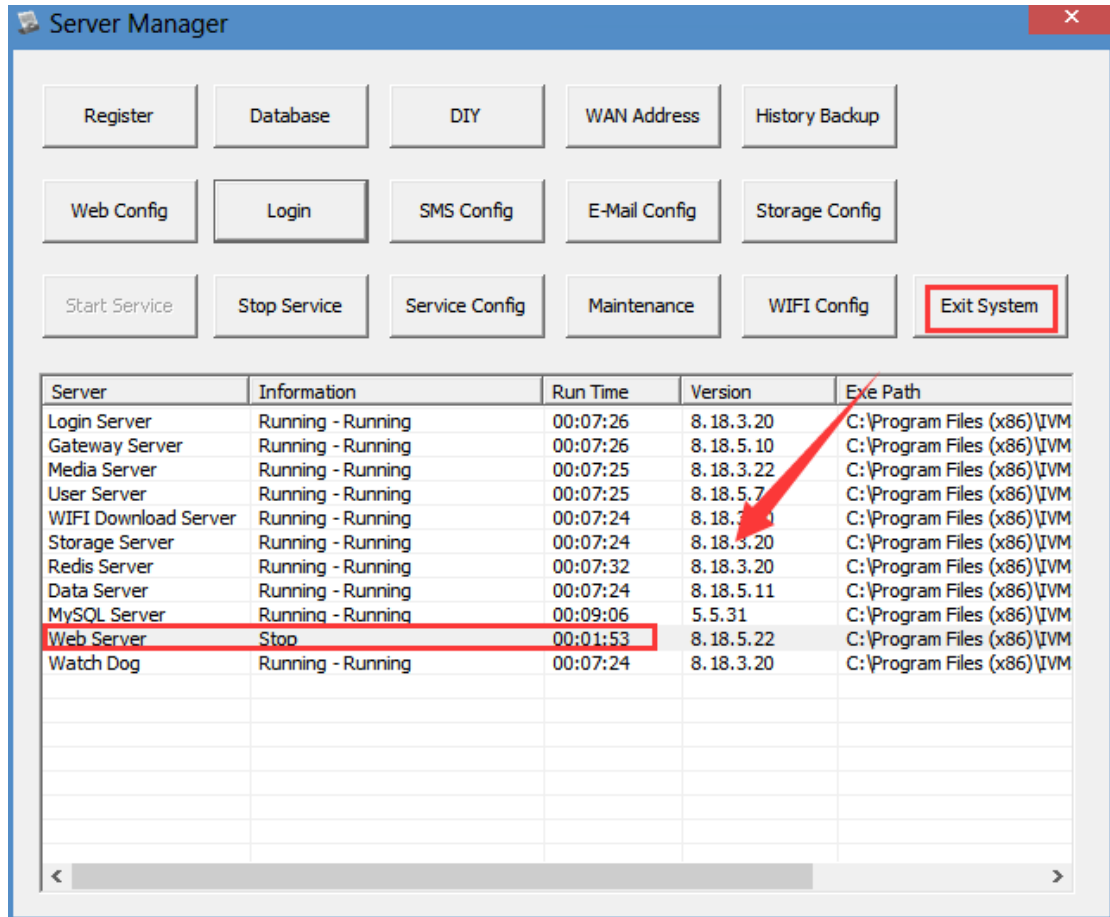 Server Manager
Register Database DIY WAN Address History Backup
Web Config Login SMS Config E-Mail Config Storage Config
Start Service Stop Service Service Config Maintenance WIFI Config Exit System
Server Information Run Time Version Exe Path
Login Server Running - Running 00:07:26 8.18.3.20 C:\Program Files (x86)\IVM
Gateway Server Running - Running 00:07:26 8.18.5.10 C:\Program Files (x86)\IVM
Media Server Running - Running 00:07:25 8.18.3.22 C:\Program Files (x86)\IVM
User Server Running - Running 00:07:25 8.18.5.7 C:\Program Files (x86)\IVM
WIFI Download Server Running - Running 00:07:24 C:\Program Files (x86)\IVM
Storage Server Running - Running 00:07:24 8.18.3.20 C:\Program Files (x86)\IVM
Redis Server Running - Running 00:07:32 8.18.3.20 C:\Program Files (x86)\IVM
Data Server Running - Running 00:07:24 8.18.5.11 C:\Program Files (x86)\IVM
MySQL Server Running - Running 00:09:06 5.5.31 C:\Program Files (x86)\IVM
Web Server Stop 00:01:53 8.18.5.22 C:\Program Files (x86)\IVM
Watch Dog Running - Running 00:07:24 8.18.3.20 C:\Program Files (x86)\IVM